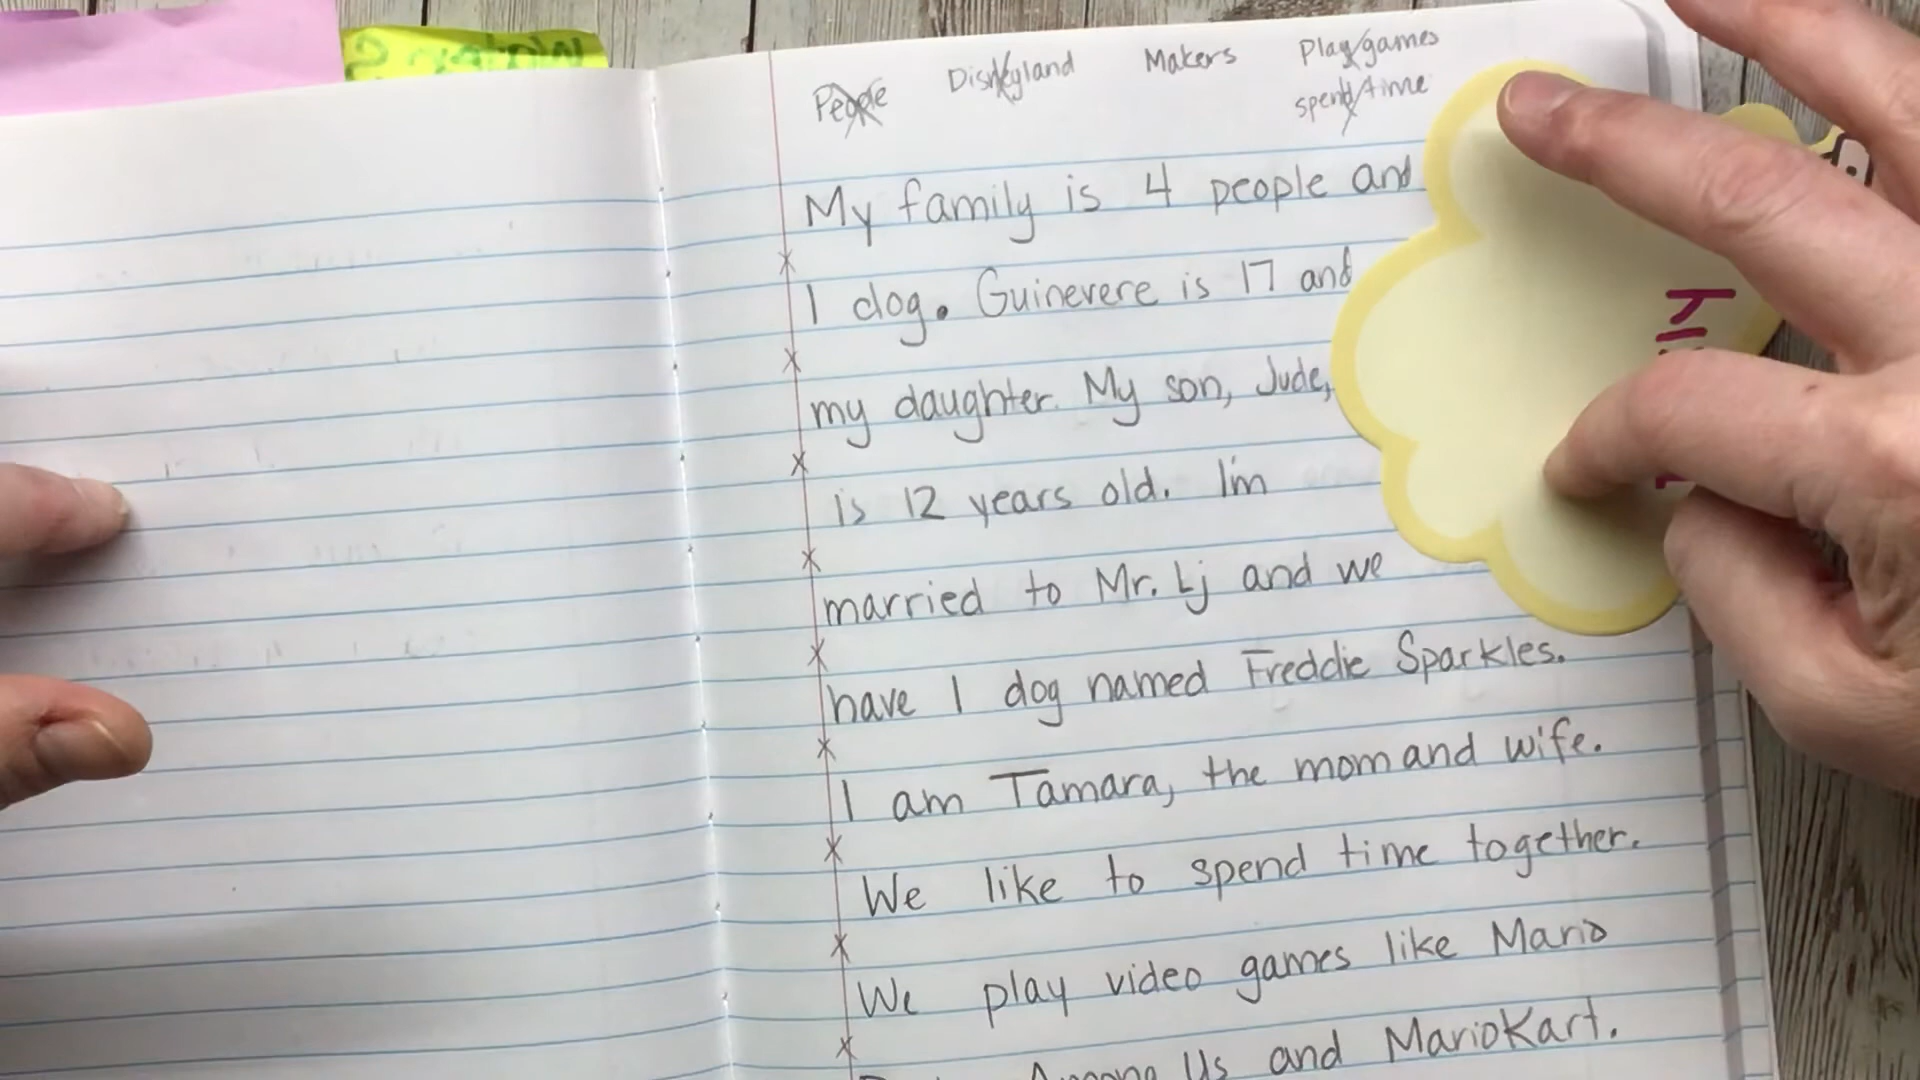 People Disneyland Makers Play games
spend time
My family is 4 people and
1 dog. Guinevere is 17 and
my daughter. My son, Jude,
is 12 years old. I'm
married to Mr. Lj and we
have 1 dog named Freddie Sparkles.
I am Tamara, the mom and wife.
We like to spend time together.
We play video games like Mario
Among Us and MarioKart.